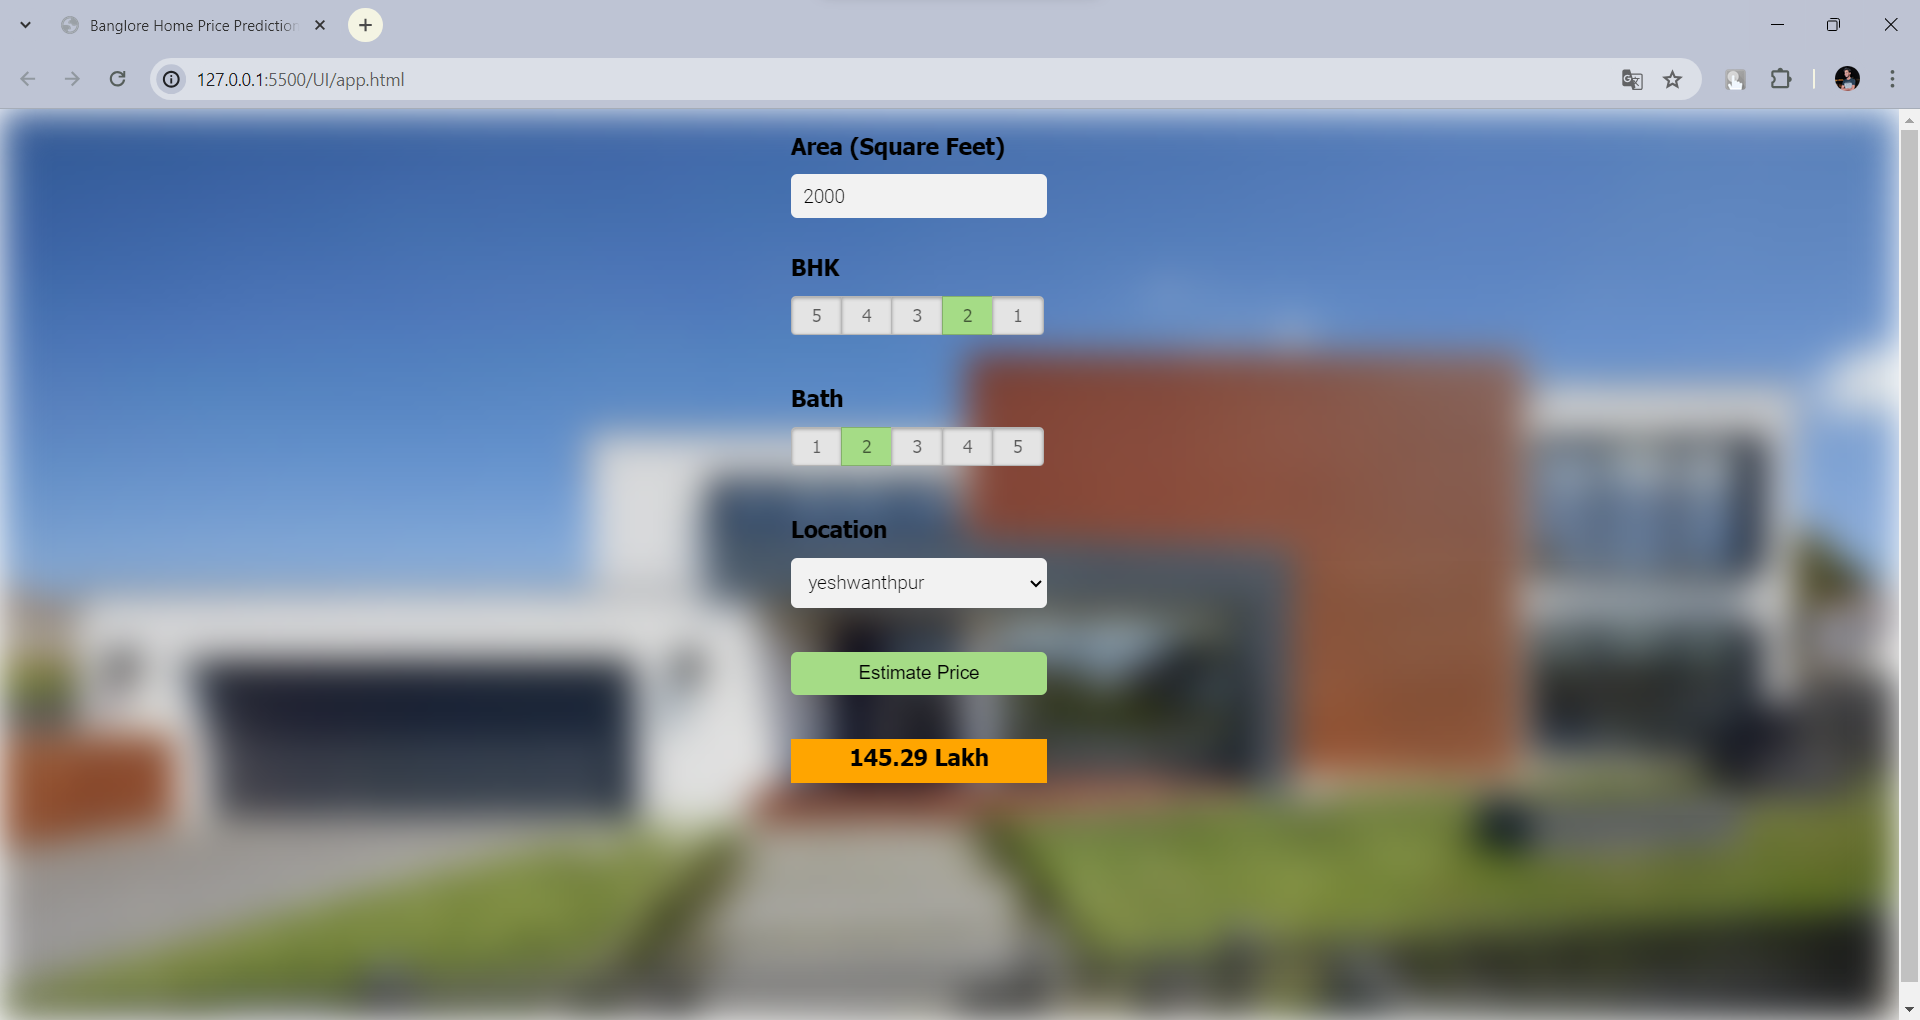 Banglore Home Price Prediction
127.0.0.1:5500/UI/app.html
Area (Square Feet)
2000
BHK
5 4 3 2 1
Bath
1 2 3 4 5
Location
yeshwanthpur
Estimate Price
145.29 Lakh